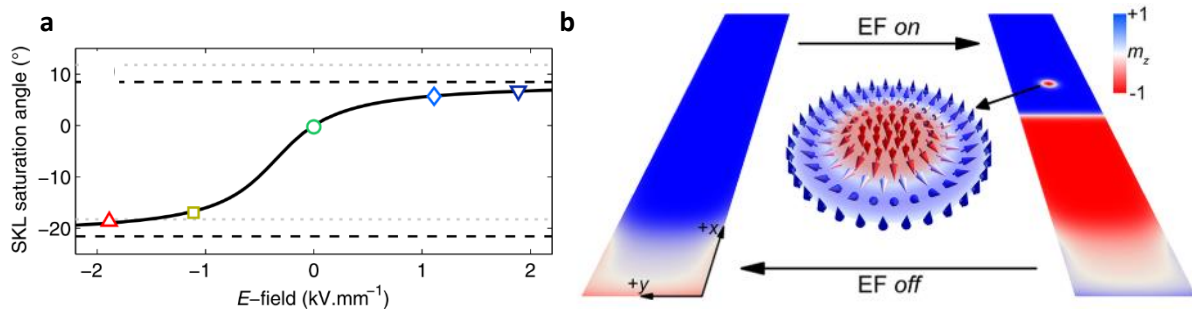 a
SKL saturation angle (°)
10
0
−10
−20
−2
−1
0
1
2
E−field (kV.mm⁻¹)
b
EF on
+1
m_z
-1
+x
+y
EF off